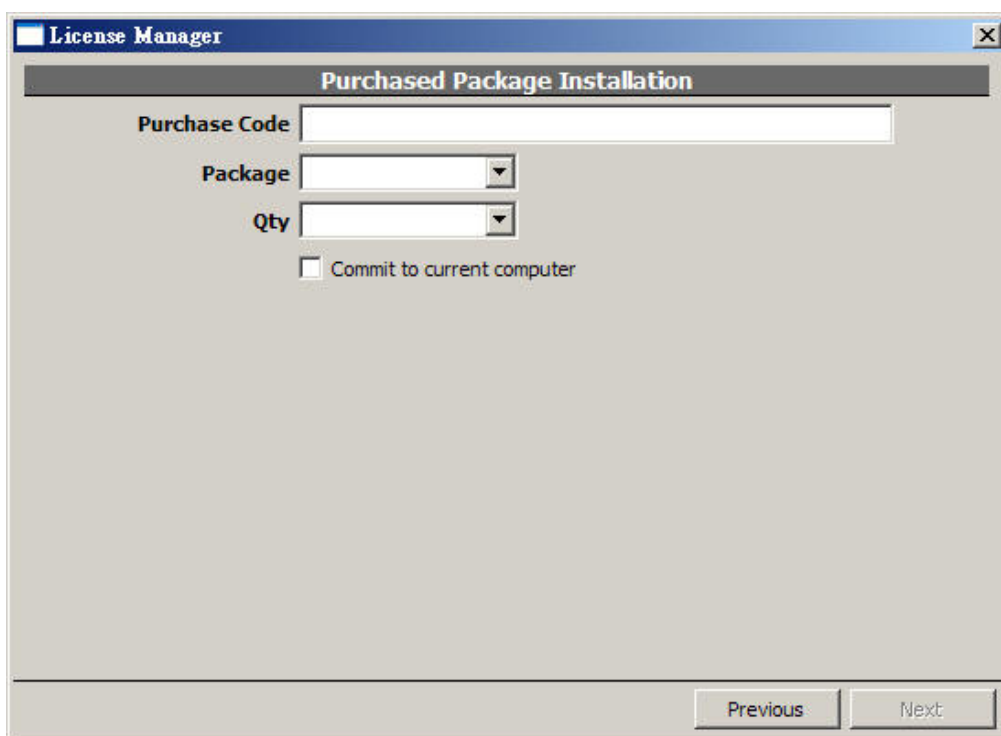 License Manager
Purchased Package Installation
Purchase Code
Package
Qty
Commit to current computer
Previous Next